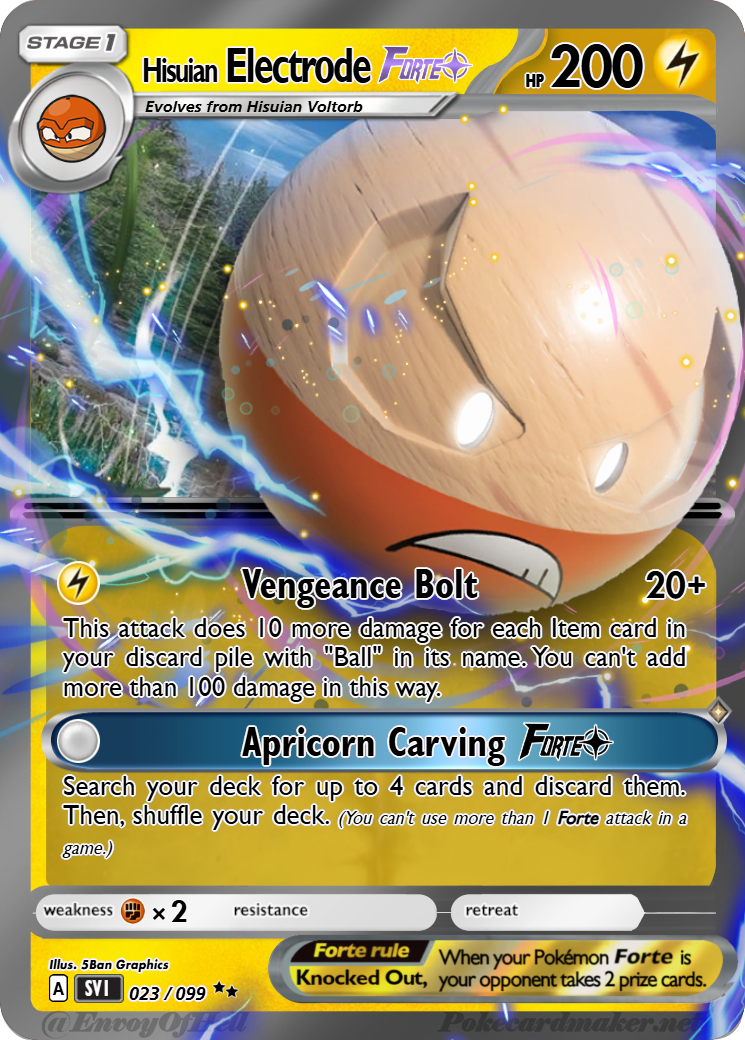 STAGE 1
Hisuian Electrode FORTE HP 200
Evolves from Hisuian Voltorb
Vengeance Bolt 20+
This attack does 10 more damage for each Item card in
your discard pile with "Ball" in its name. You can't add
more than 100 damage in this way.
Apricorn Carving FORTE
Search your deck for up to 4 cards and discard them.
Then, shuffle your deck. (You can't use more than 1 Forte attack in a
game.)
weakness × 2 resistance retreat
Illus. 5Ban Graphics
A SVI 023 / 099
Forte rule When your Pokémon Forte is
Knocked Out, your opponent takes 2 prize cards.
@EnvoyOfHell Pokecardmaker.net